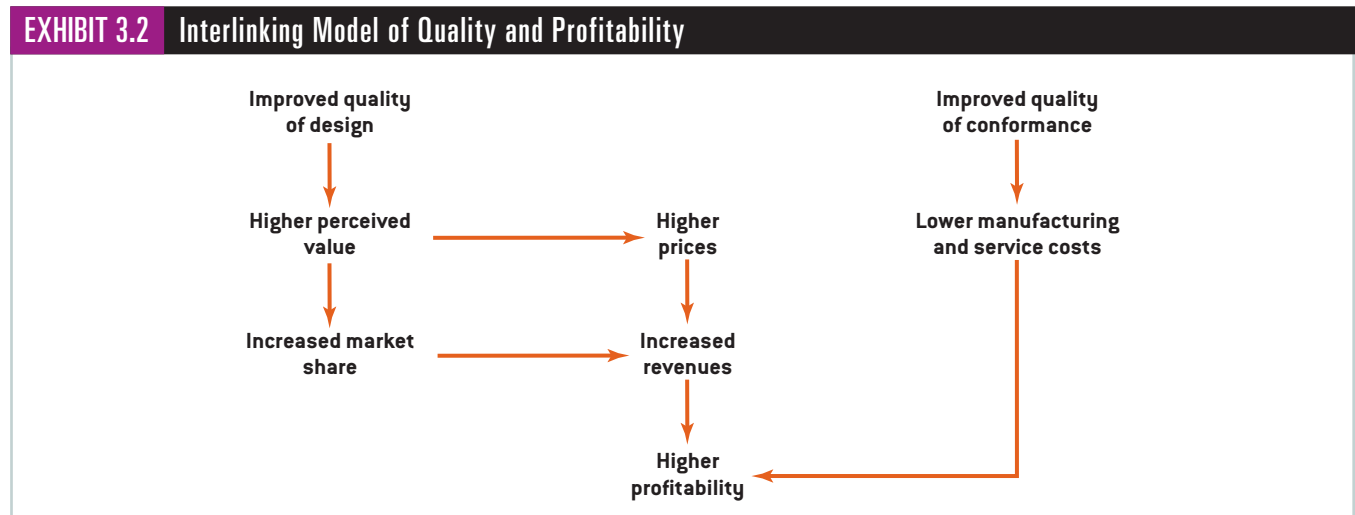 EXHIBIT 3.2 Interlinking Model of Quality and Profitability
Improved quality
of design
Improved quality
of conformance
Higher perceived
value
Higher
prices
Lower manufacturing
and service costs
Increased market
share
Increased
revenues
Higher
profitability